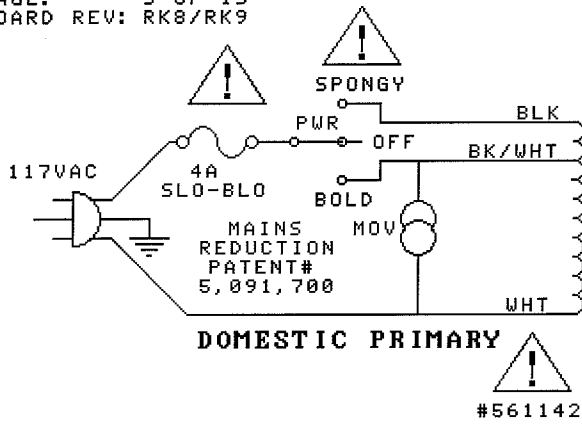 BOARD REV: RK8/RK9
SPONGY
BLK
PWR
OFF
BK/WHT
117VAC
4A
SLO-BLO
BOLD
MAINS
REDUCTION
PATENT#
5,091,700
MOV
WHT
DOMESTIC PRIMARY
#561142